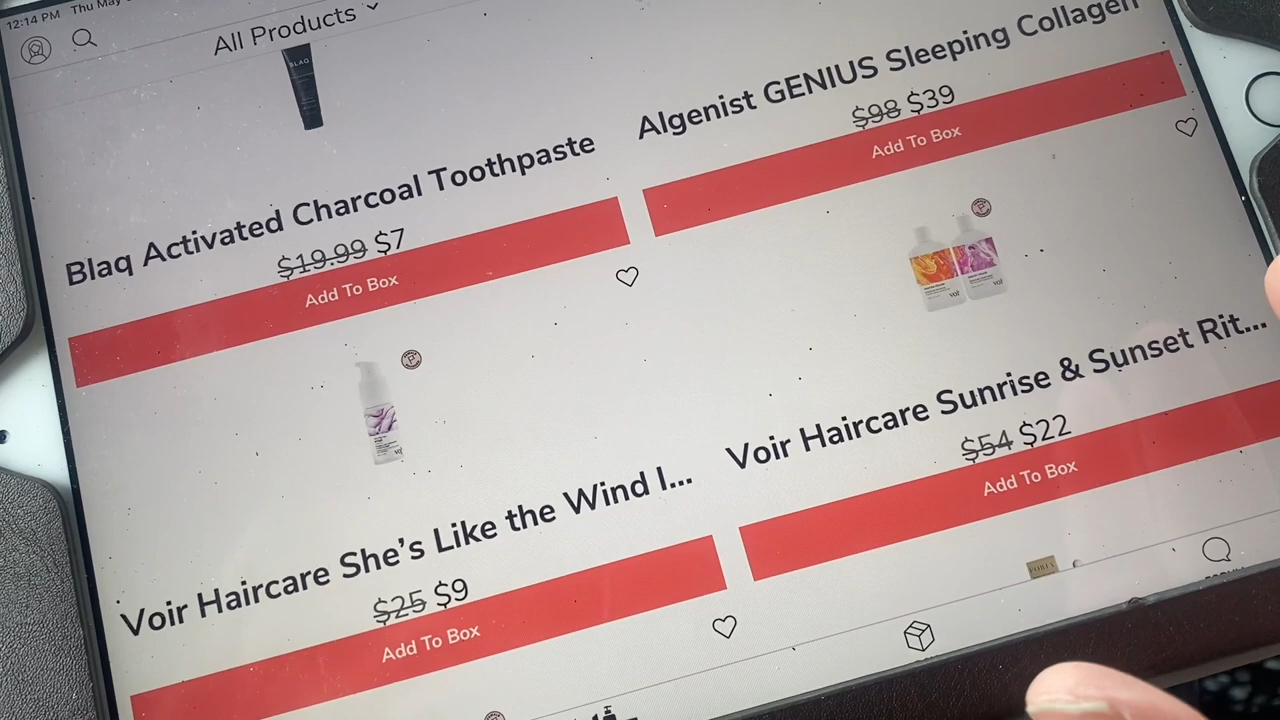 12:14 PM Thu May
All Products
BLAQ
Blaq Activated Charcoal Toothpaste
$19.99 $7
Add To Box
Algenist GENIUS Sleeping Collagen
$98 $39
Add To Box
Voir Haircare She's Like the Wind I...
$25 $9
Add To Box
Voir Haircare Sunrise & Sunset Rit...
$54 $22
Add To Box